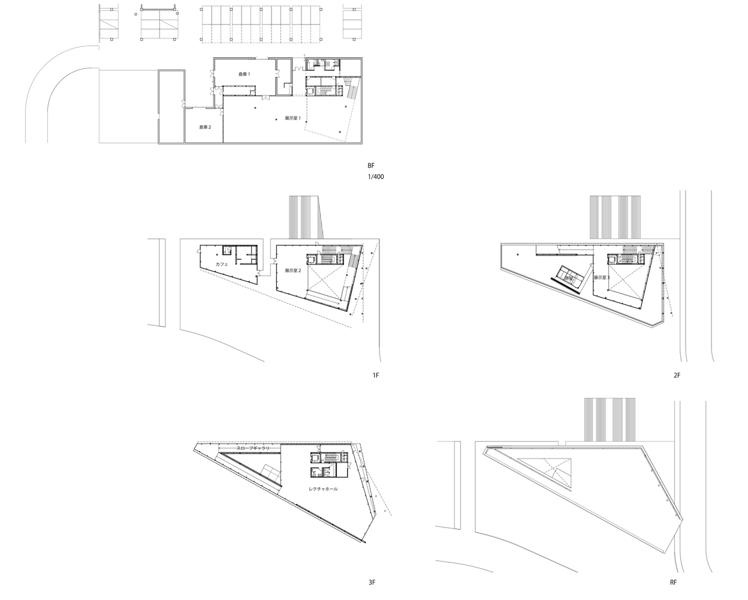 倉庫 1
倉庫 2
展示室 1
BF
1/400
カフェ
展示室 2
1F
展示室 3
2F
スロープギャラリ
レクチャホール
3F
RF